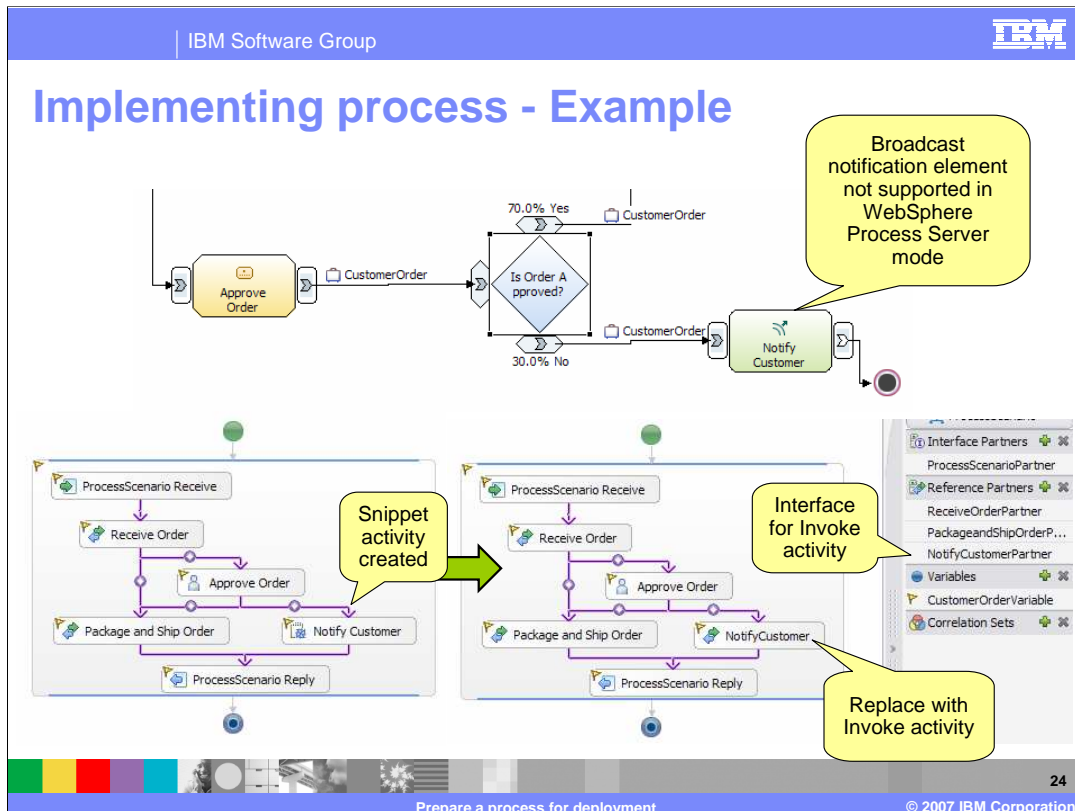 IBM Software Group
IBM
Implementing process - Example
Broadcast
notification element
not supported in
WebSphere
Process Server
mode
70.0% Yes
CustomerOrder
Approve
Order
CustomerOrder
Is Order A
pproved?
30.0% No
CustomerOrder
Notify
Customer
ProcessScenario Receive
Receive Order
Approve Order
Package and Ship Order
Notify Customer
ProcessScenario Reply
Snippet
activity
created
ProcessScenario Receive
Receive Order
Approve Order
Package and Ship Order
NotifyCustomer
ProcessScenario Reply
Interface
for Invoke
activity
Interface Partners
ProcessScenarioPartner
Reference Partners
ReceiveOrderPartner
PackageandShipOrderP...
NotifyCustomerPartner
Variables
CustomerOrderVariable
Correlation Sets
Replace with
Invoke activity
24
Prepare a process for deployment
© 2007 IBM Corporation